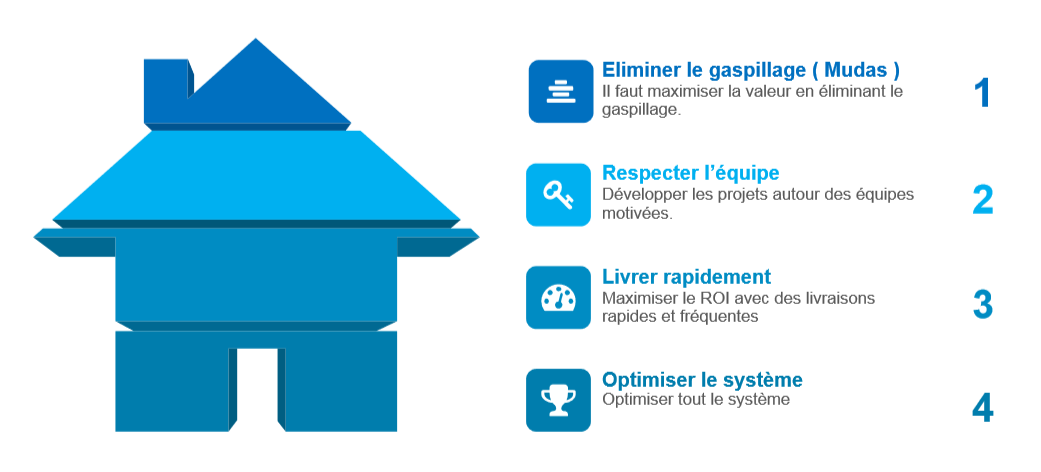 Eliminer le gaspillage ( Mudas )
Il faut maximiser la valeur en éliminant le
gaspillage.
1
Respecter l’équipe
Développer les projets autour des équipes
motivées.
2
Livrer rapidement
Maximiser le ROI avec des livraisons
rapides et fréquentes
3
Optimiser le système
Optimiser tout le système
4